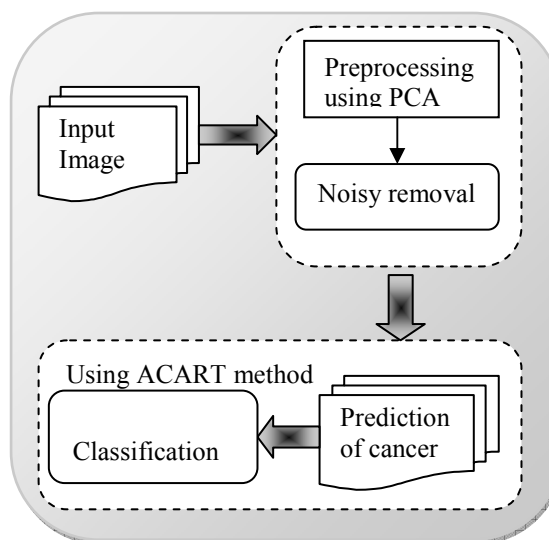 Input
Image
Preprocessing
using PCA
Noisy removal
Using ACART method
Classification
Prediction
of cancer